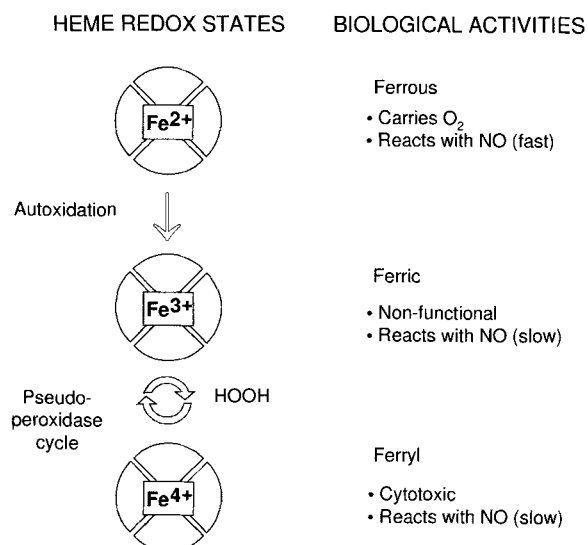 HEME REDOX STATES
BIOLOGICAL ACTIVITIES
Fe2+
Ferrous
• Carries O2
• Reacts with NO (fast)
Autoxidation
Fe3+
Ferric
• Non-functional
• Reacts with NO (slow)
Pseudo-
peroxidase
cycle
HOOH
Fe4+
Ferryl
• Cytotoxic
• Reacts with NO (slow)